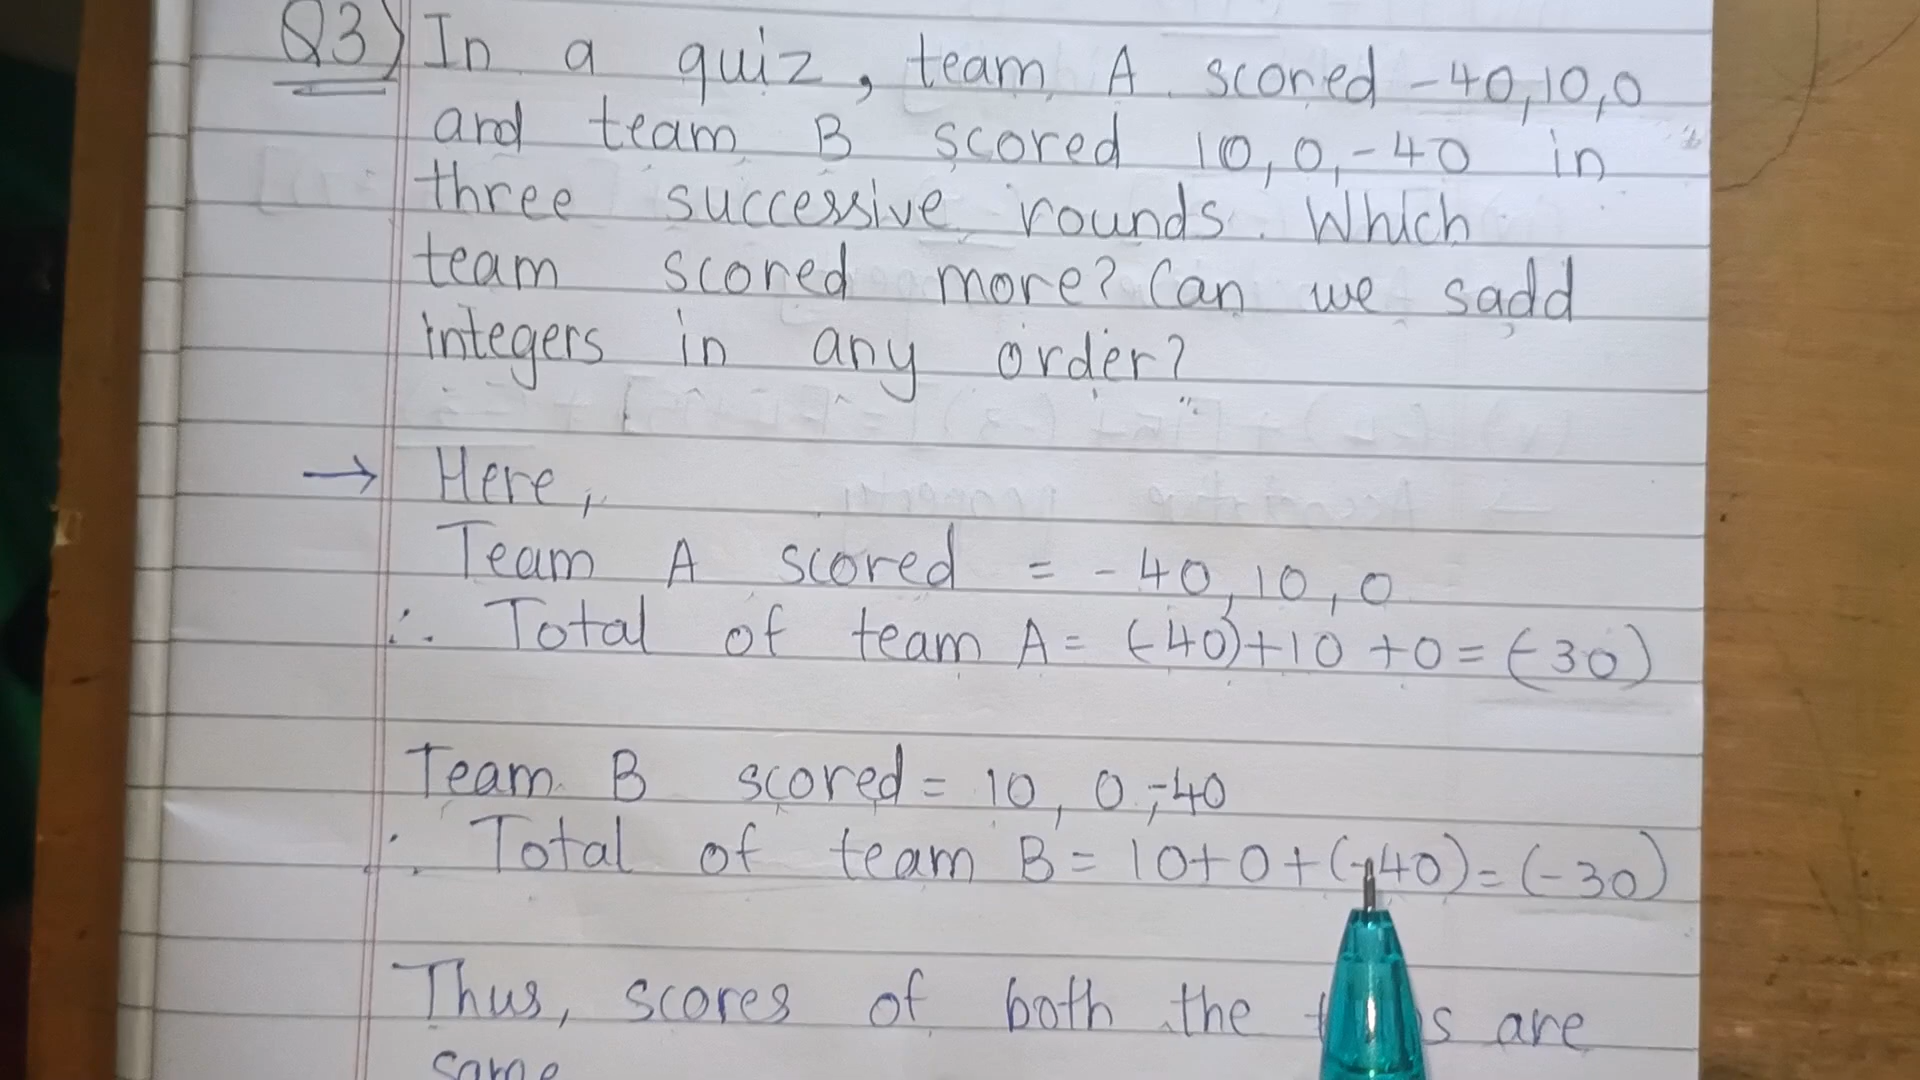 Q3) In a quiz, team A scored -40,10,0
and team B scored 10,0,-40 in
three successive rounds. Which
team scored more? Can we sadd
integers in any order?
→ Here,
Team A scored = -40,10,0
∴ Total of team A = (-40)+10+0=(-30)
Team B scored = 10, 0,-40
∴ Total of team B = 10+0+(-40)=(-30)
Thus, scores of both the are
same